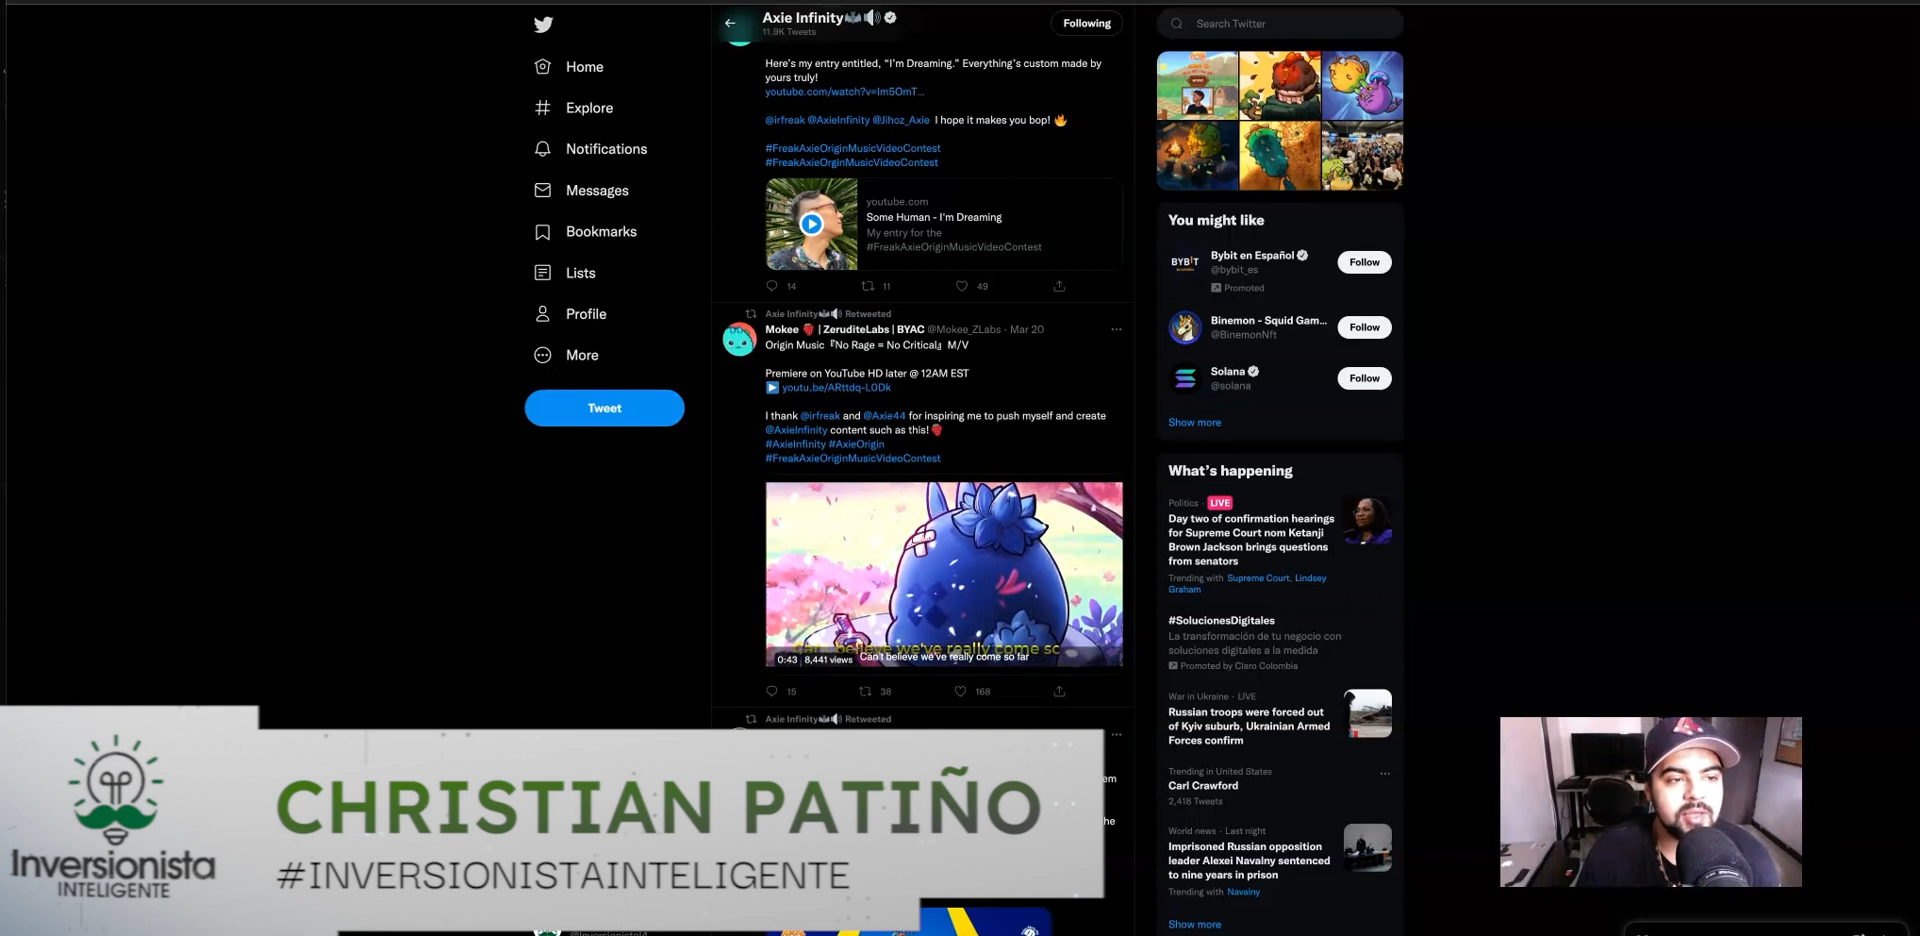 Axie Infinity
11.9K Tweets
Following
Search Twitter
Home
Explore
Notifications
Messages
Bookmarks
Lists
Profile
More
Tweet
Here's my entry entitled, "I'm Dreaming." Everything's custom made by
yours truly!
youtube.com/watch?v=Im5OmT...
@irfreak @AxieInfinity @Jihoz_Axie I hope it makes you bop! 🔥
#FreakAxieOriginMusicVideoContest
#FreakAxieOrginMusicVideoContest
youtube.com
Some Human - I'm Dreaming
My entry for the
#FreakAxieOriginMusicVideoContest
14 11 49
Axie Infinity Retweeted
Mokee | ZeruditeLabs | BYAC @Mokee_ZLabs · Mar 20
Origin Music『No Rage = No Critical』 M/V
Premiere on YouTube HD later @ 12AM EST
youtu.be/ARttdq-L0Dk
I thank @irfreak and @Axie44 for inspiring me to push myself and create
@AxieInfinity content such as this!
#AxieInfinity #AxieOrigin
#FreakAxieOriginMusicVideoContest
believe we've really come so
0:43 8,441 views Can't believe we've really come so far
15 38 168
Axie Infinity Retweeted
em
he
You might like
BYBIT
Bybit en Español
@bybit_es
Promoted
Follow
Binemon - Squid Gam...
@BinemonNft
Follow
Solana
@solana
Follow
Show more
What's happening
Politics · LIVE
Day two of confirmation hearings
for Supreme Court nom Ketanji
Brown Jackson brings questions
from senators
Trending with Supreme Court, Lindsey
Graham
#SolucionesDigitales
La transformación de tu negocio con
soluciones digitales a la medida
Promoted by Claro Colombia
War in Ukraine · LIVE
Russian troops were forced out
of Kyiv suburb, Ukrainian Armed
Forces confirm
Trending in United States
Carl Crawford
2,416 Tweets
World news · Last night
Imprisoned Russian opposition
leader Alexei Navalny sentenced
to nine years in prison
Trending with Navalny
Show more
Inversionista
INTELIGENTE
CHRISTIAN PATIÑO
#INVERSIONISTAINTELIGENTE